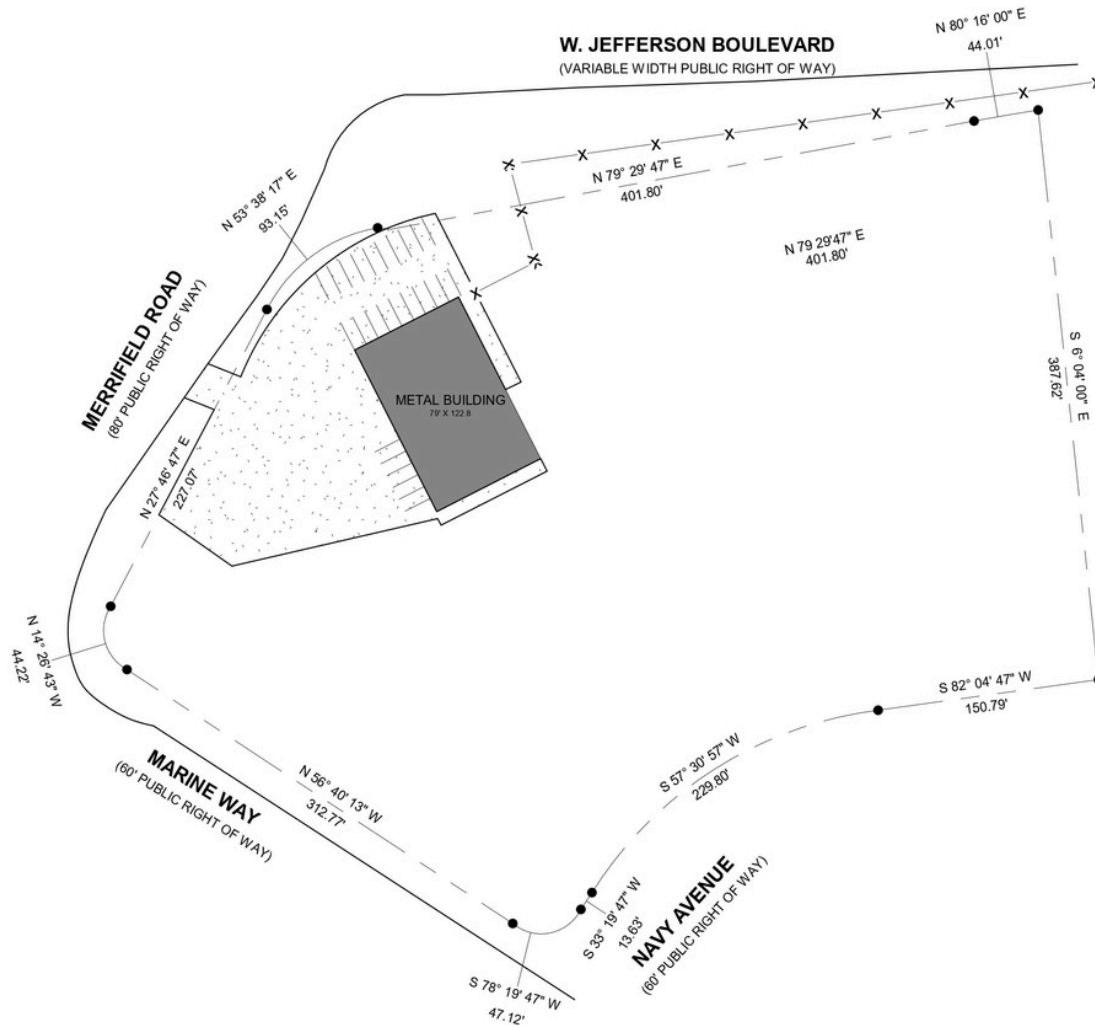 N 80° 16' 00" E
44.01'
W. JEFFERSON BOULEVARD
(VARIABLE WIDTH PUBLIC RIGHT OF WAY)
N 79° 29' 47" E
401.80'
N 53° 38' 17" E
93.15'
N 79 29'47" E
401.80'
MERRIFIELD ROAD
(80' PUBLIC RIGHT OF WAY)
S 6° 04' 00" E
387.62'
METAL BUILDING
79' X 122.8
N 27° 46' 47" E
227.07'
N 14° 26' 43" W
44.22'
S 82° 04' 47" W
150.79'
S 57° 30' 57" W
229.80'
MARINE WAY
(60' PUBLIC RIGHT OF WAY)
N 56° 40' 13" W
312.77'
S 33° 19' 47" W
13.63'
NAVY AVENUE
(60' PUBLIC RIGHT OF WAY)
S 78° 19' 47" W
47.12'